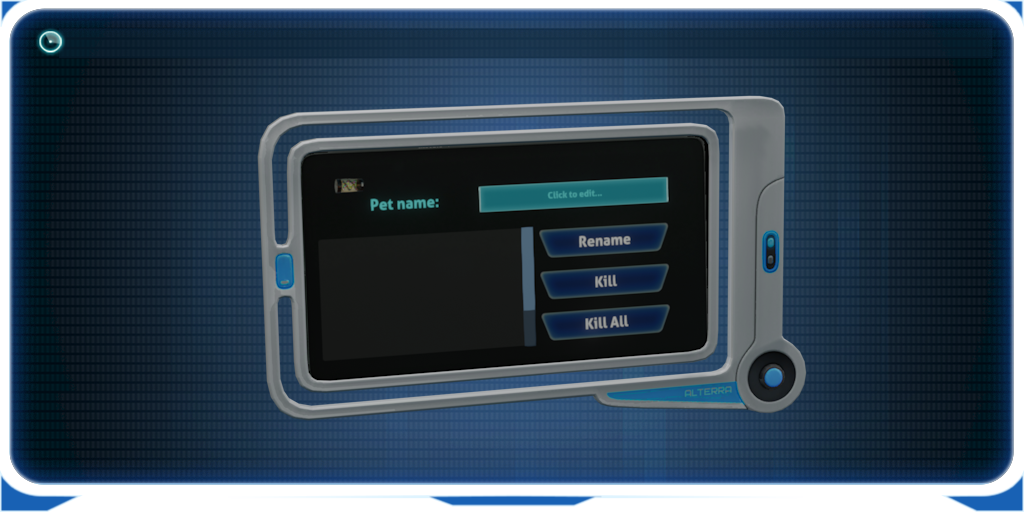 Pet name:
Click to edit...
Rename
Kill
Kill All
ALTERRA